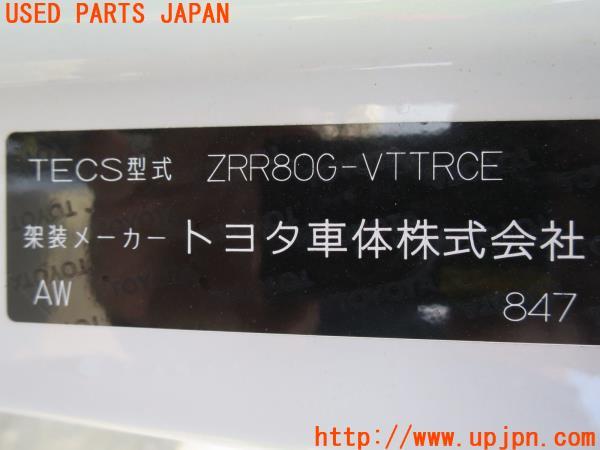 USED PARTS JAPAN
TECS型式 ZRR80G-VTTRCE
架装メーカー トヨタ車体株式会社
AW 847
http://www.upjpn.com/